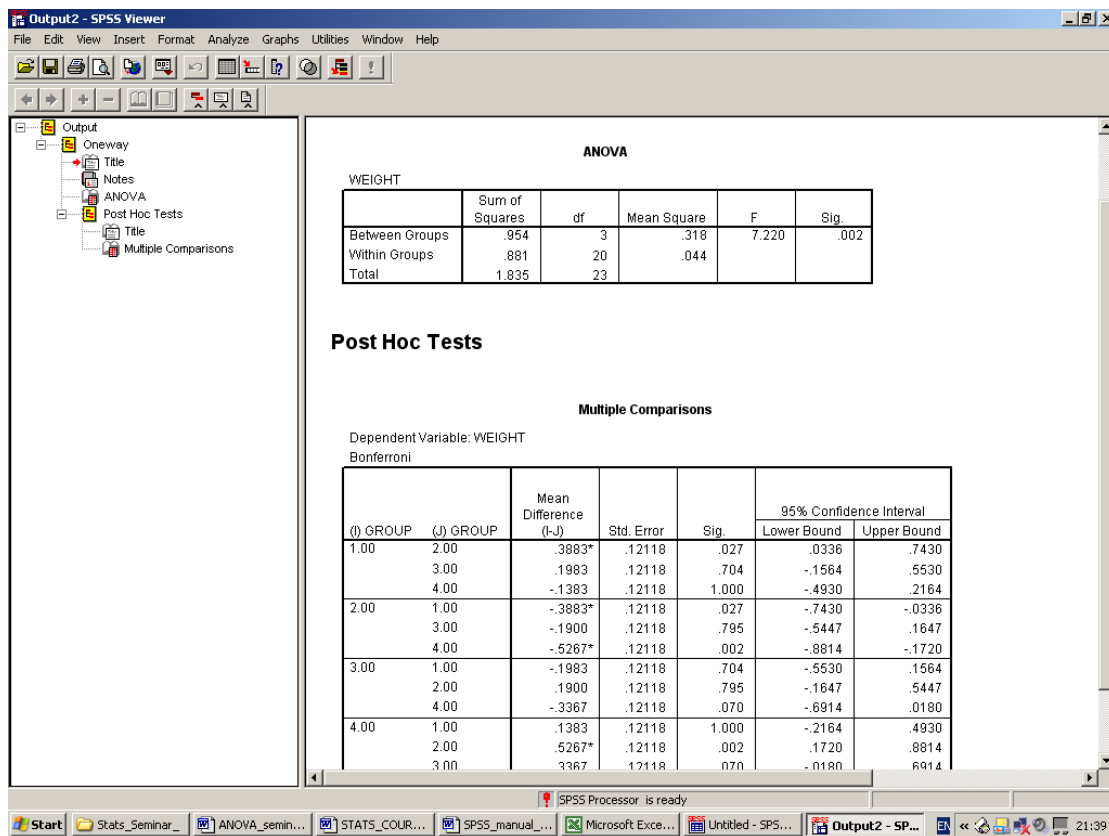 Output2 - SPSS Viewer
File Edit View Insert Format Analyze Graphs Utilities Window Help
Output
Oneway
Title
Notes
ANOVA
Post Hoc Tests
Title
Multiple Comparisons
ANOVA
WEIGHT
Sum of Squares df Mean Square F Sig.
Between Groups .954 3 .318 7.220 .002
Within Groups .881 20 .044
Total 1.835 23
Post Hoc Tests
Multiple Comparisons
Dependent Variable: WEIGHT
Bonferroni
(I) GROUP (J) GROUP Mean Difference (I-J) Std. Error Sig. 95% Confidence Interval
Lower Bound Upper Bound
1.00 2.00 .3883* .12118 .027 .0336 .7430
3.00 .1983 .12118 .704 -.1564 .5530
4.00 -.1383 .12118 1.000 -.4930 .2164
2.00 1.00 -.3883* .12118 .027 -.7430 -.0336
3.00 -.1900 .12118 .795 -.5447 .1647
4.00 -.5267* .12118 .002 -.8814 -.1720
3.00 1.00 -.1983 .12118 .704 -.5530 .1564
2.00 .1900 .12118 .795 -.1647 .5447
4.00 -.3367 .12118 .070 -.6914 .0180
4.00 1.00 .1383 .12118 1.000 -.2164 .4930
2.00 .5267* .12118 .002 .1720 .8814
3.00 .3367 .12118 .070 -.0180 .6914
SPSS Processor is ready
Start Stats_Seminar_ ANOVA_semin... STATS_COUR... SPSS_manual_... Microsoft Exce... Untitled - SPS... Output2 - SP... EN « 21:39